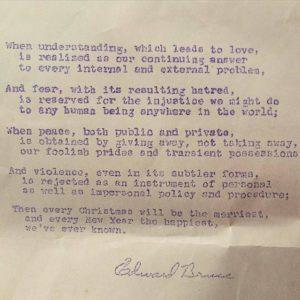 When understanding, which leads to love,
is realized as our continuing answer
to every internal and external problem,
And fear, with its resulting hatred,
is reserved for the injustice we might do
to any human being anywhere in the world;
When peace, both public and private,
is obtained by giving away, not taking away,
our foolish prides and transient possessions
And violence, even in its subtler forms,
is rejected as an instrument of personal
as well as impersonal policy and procedure;
Then every Christmas will be the merriest,
and every New Year the happiest,
we've ever known.
Edward Bruce